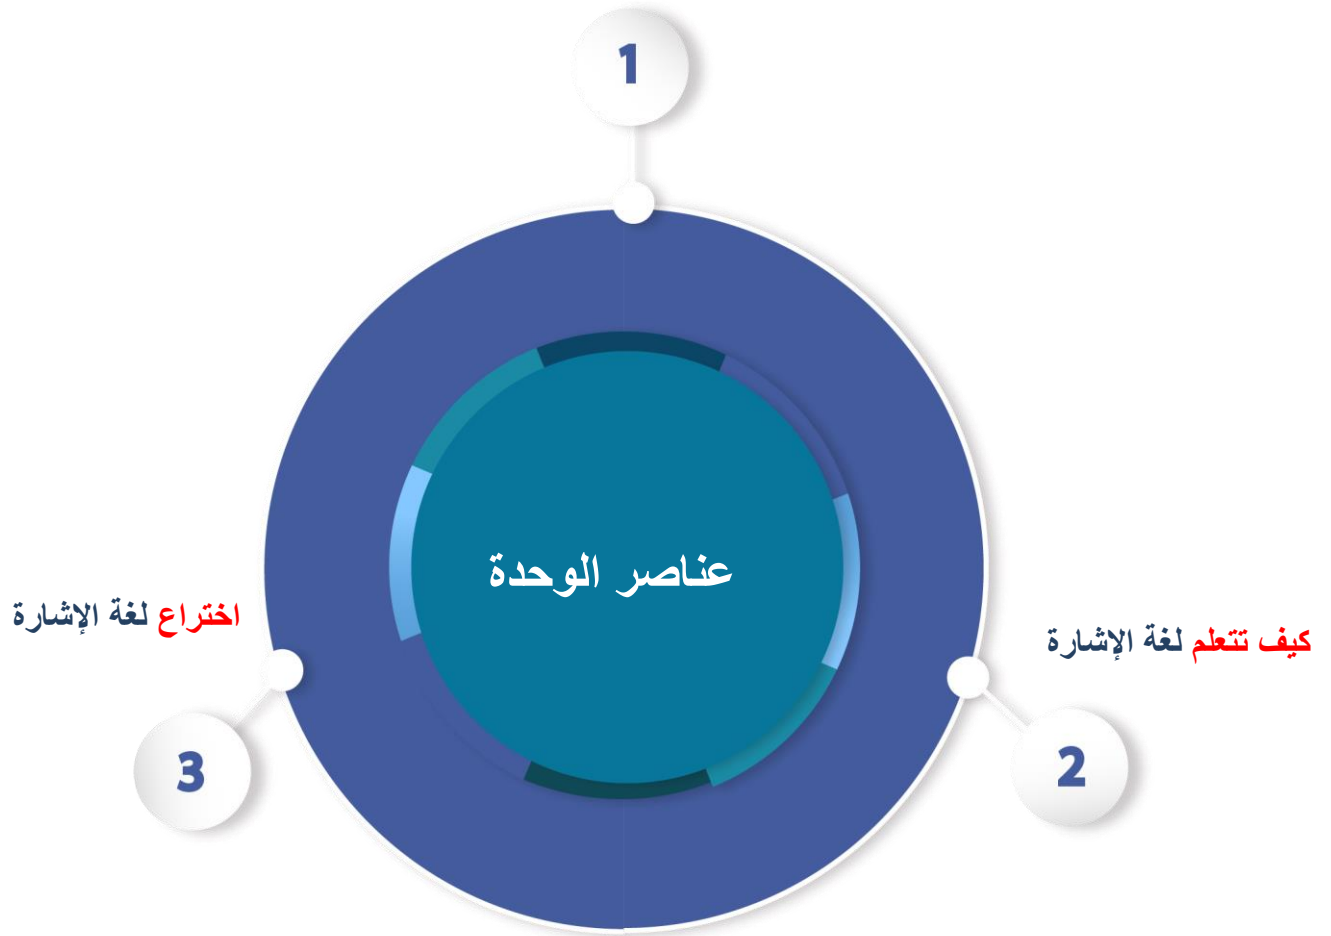 1
عناصر الوحدة
كيف تتعلم لغة الإشارة
2
اختراع لغة الإشارة
3